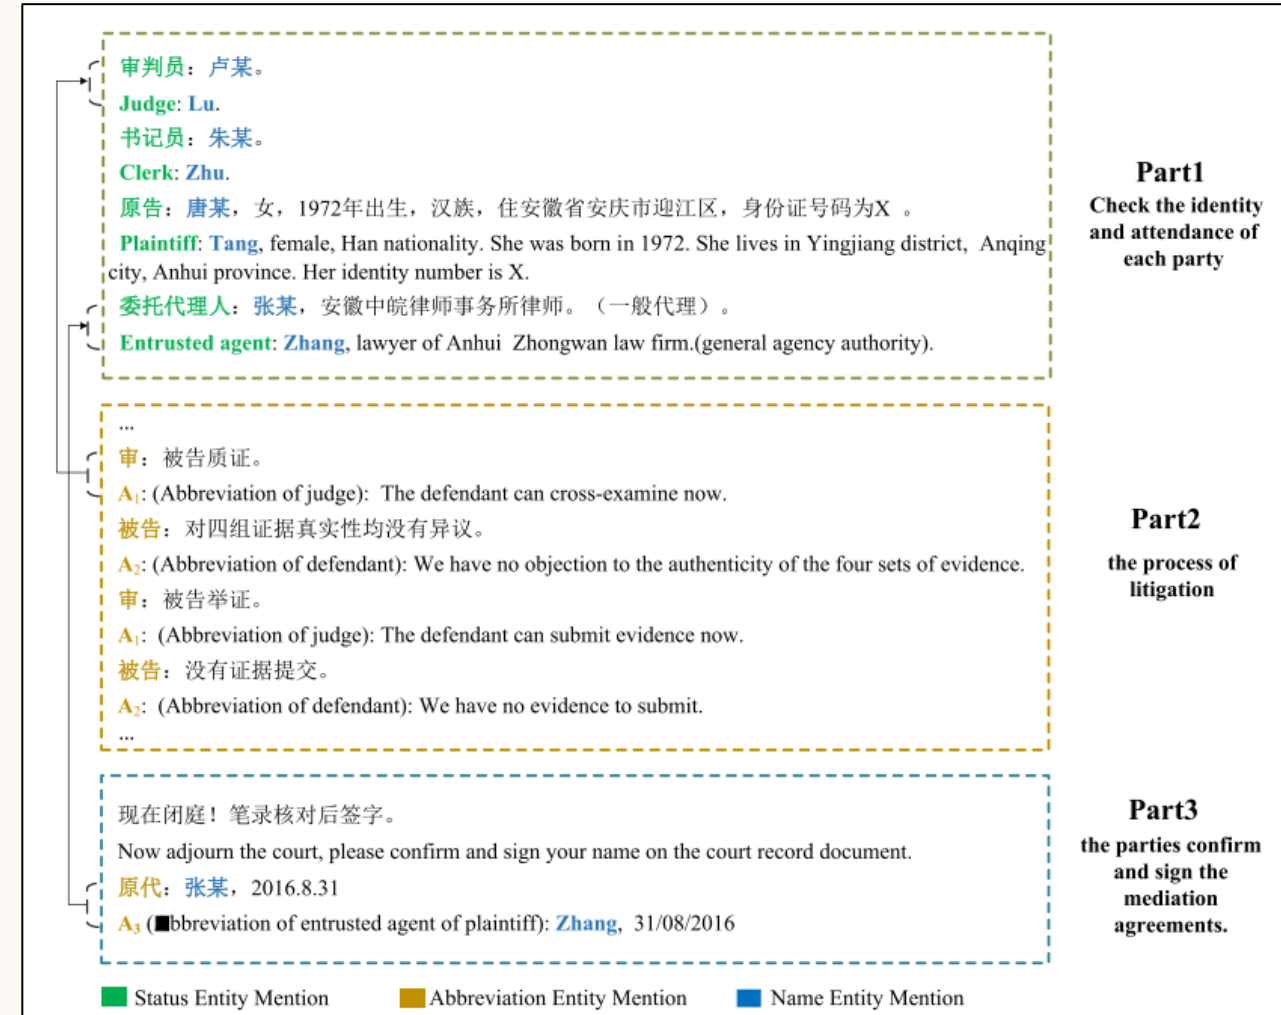 审判员：卢某。
Judge: Lu.
书记员：朱某。
Clerk: Zhu.
原告：唐某，女，1972年出生，汉族，住安徽省安庆市迎江区，身份证号码为X 。
Plaintiff: Tang, female, Han nationality. She was born in 1972. She lives in Yingjiang district, Anqing
city, Anhui province. Her identity number is X.
委托代理人：张某，安徽中皖律师事务所律师。（一般代理）。
Entrusted agent: Zhang, lawyer of Anhui Zhongwan law firm.(general agency authority).
Part1
Check the identity
and attendance of
each party
...
审：被告质证。
A₁: (Abbreviation of judge): The defendant can cross-examine now.
被告：对四组证据真实性均没有异议。
A₂: (Abbreviation of defendant): We have no objection to the authenticity of the four sets of evidence.
审：被告举证。
A₁: (Abbreviation of judge): The defendant can submit evidence now.
被告：没有证据提交。
A₂: (Abbreviation of defendant): We have no evidence to submit.
...
Part2
the process of
litigation
现在闭庭！笔录核对后签字。
Now adjourn the court, please confirm and sign your name on the court record document.
原代：张某，2016.8.31
A₃ (■bbreviation of entrusted agent of plaintiff): Zhang, 31/08/2016
Part3
the parties confirm
and sign the
mediation
agreements.
Status Entity Mention
Abbreviation Entity Mention
Name Entity Mention